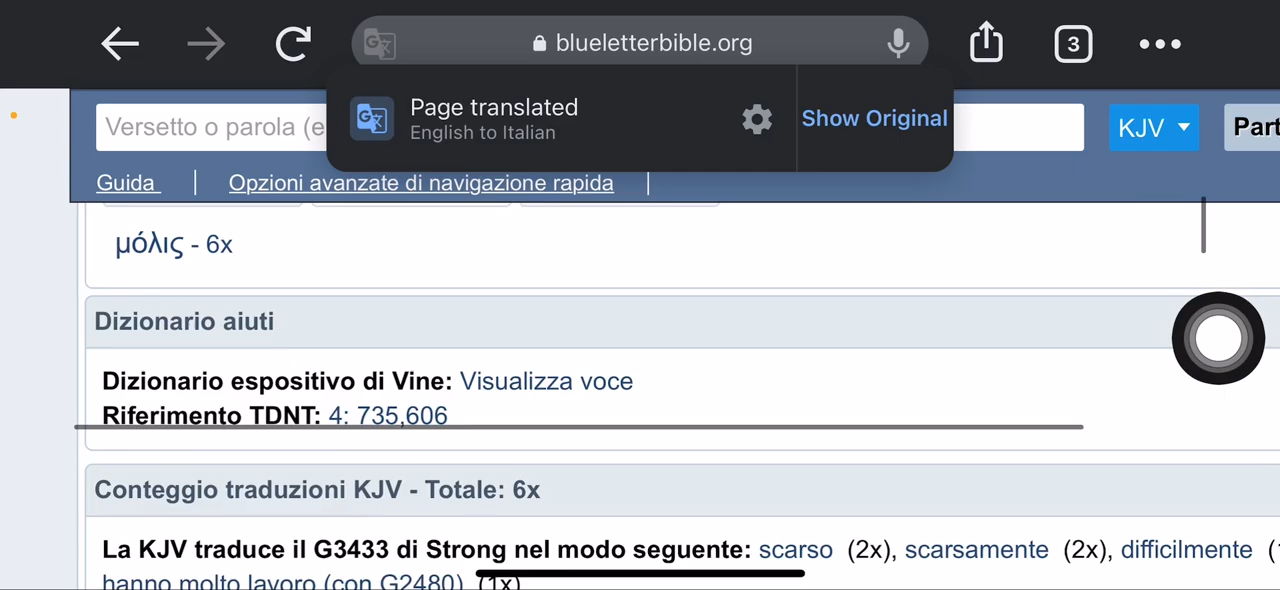 blueletterbible.org
3
Page translated
English to Italian
Show Original
Versetto o parola (e
KJV
Part
Guida
Opzioni avanzate di navigazione rapida
μόλις - 6x
Dizionario aiuti
Dizionario espositivo di Vine: Visualizza voce
Riferimento TDNT: 4: 735,606
Conteggio traduzioni KJV - Totale: 6x
La KJV traduce il G3433 di Strong nel modo seguente: scarso (2x), scarsamente (2x), difficilmente (1
hanno molto lavoro (con G2480) (1x)